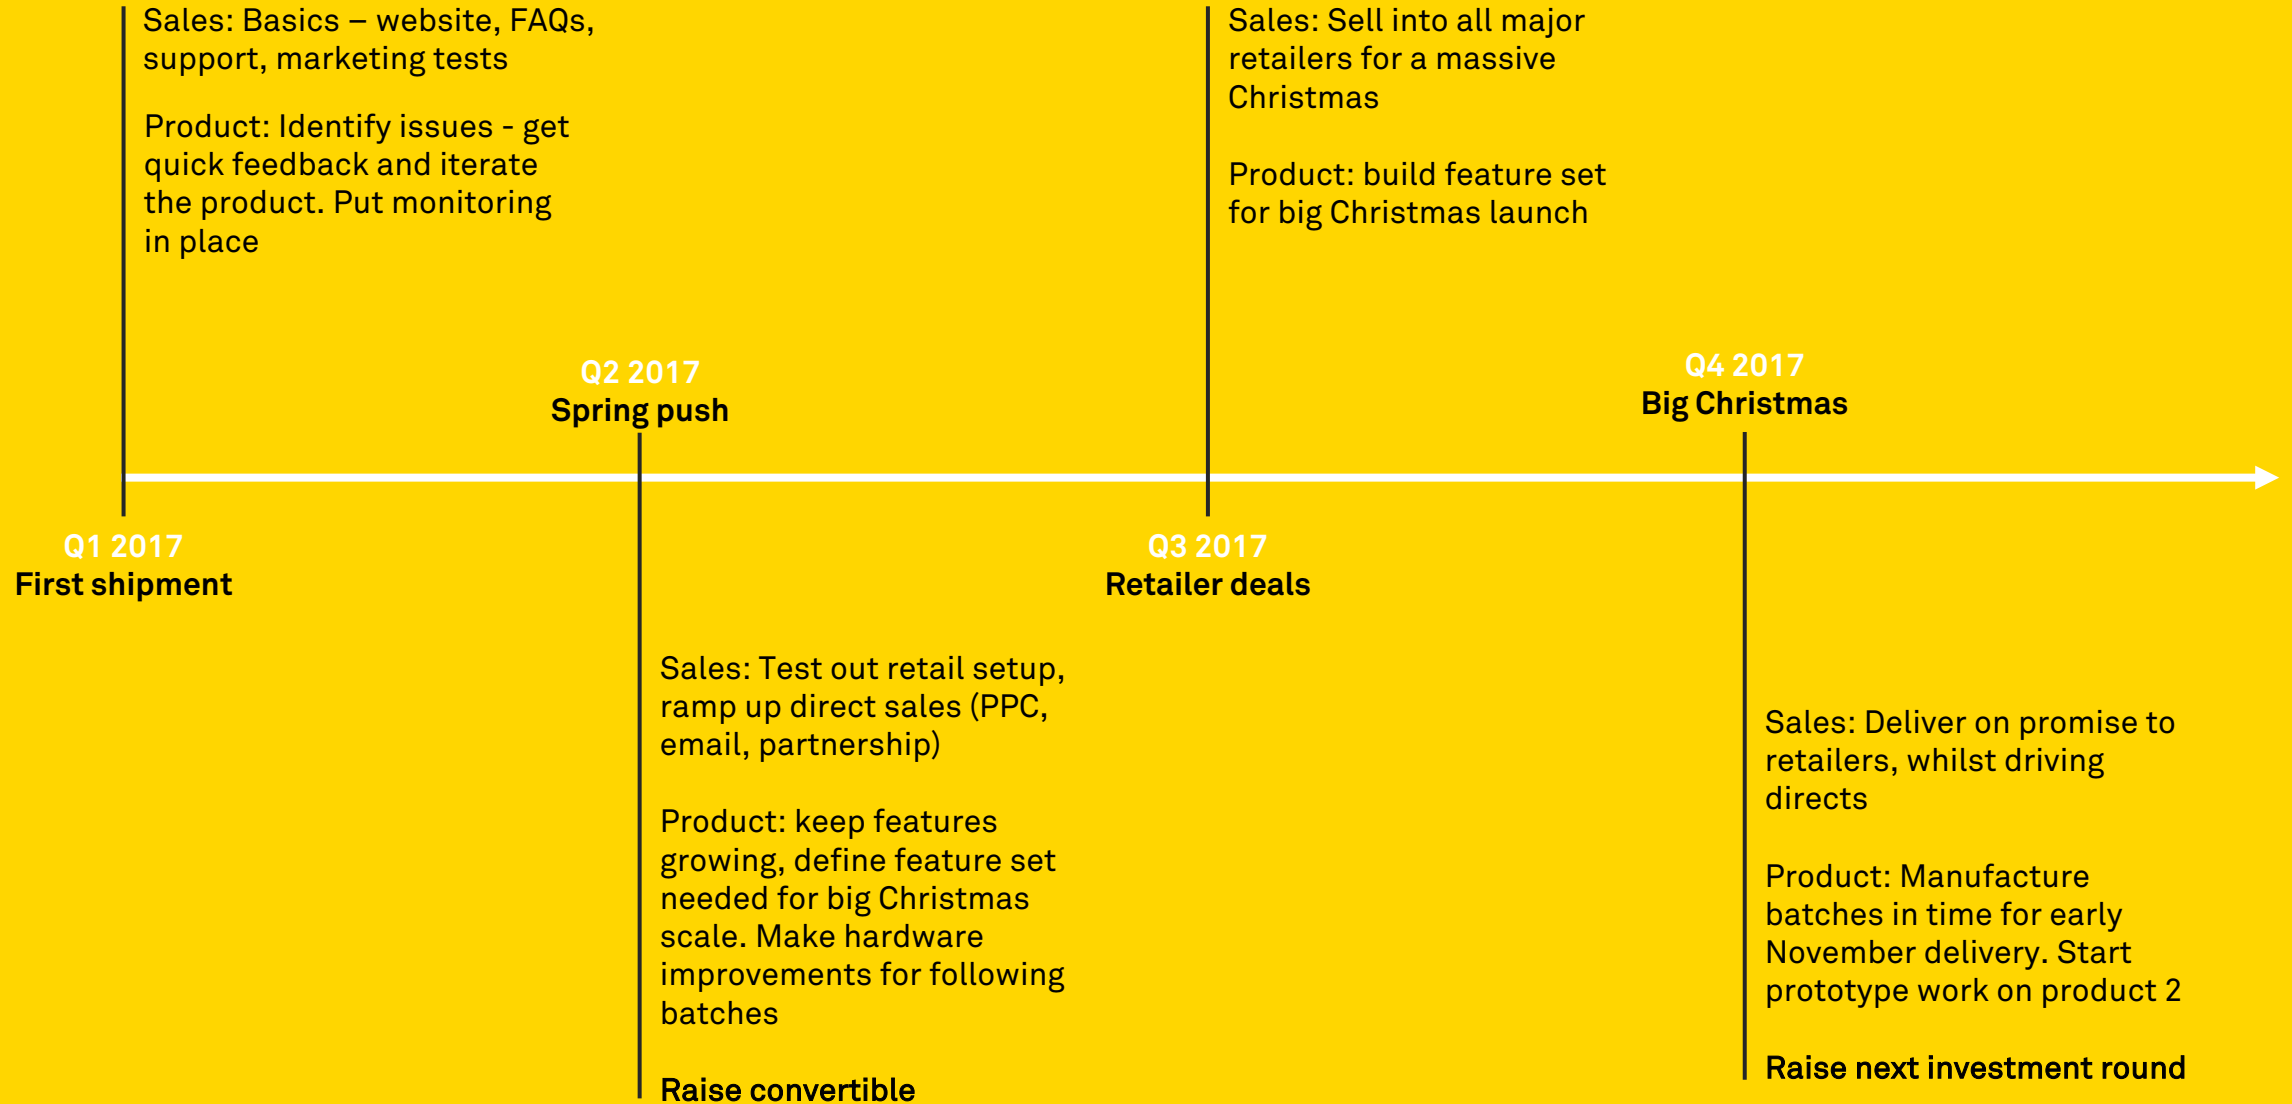 Sales: Basics – website, FAQs,
support, marketing tests
Product: Identify issues - get
quick feedback and iterate
the product. Put monitoring
in place
Q1 2017
First shipment
Q2 2017
Spring push
Sales: Test out retail setup,
ramp up direct sales (PPC,
email, partnership)
Product: keep features
growing, define feature set
needed for big Christmas
scale. Make hardware
improvements for following
batches
Raise convertible
Sales: Sell into all major
retailers for a massive
Christmas
Product: build feature set
for big Christmas launch
Q3 2017
Retailer deals
Q4 2017
Big Christmas
Sales: Deliver on promise to
retailers, whilst driving
directs
Product: Manufacture
batches in time for early
November delivery. Start
prototype work on product 2
Raise next investment round